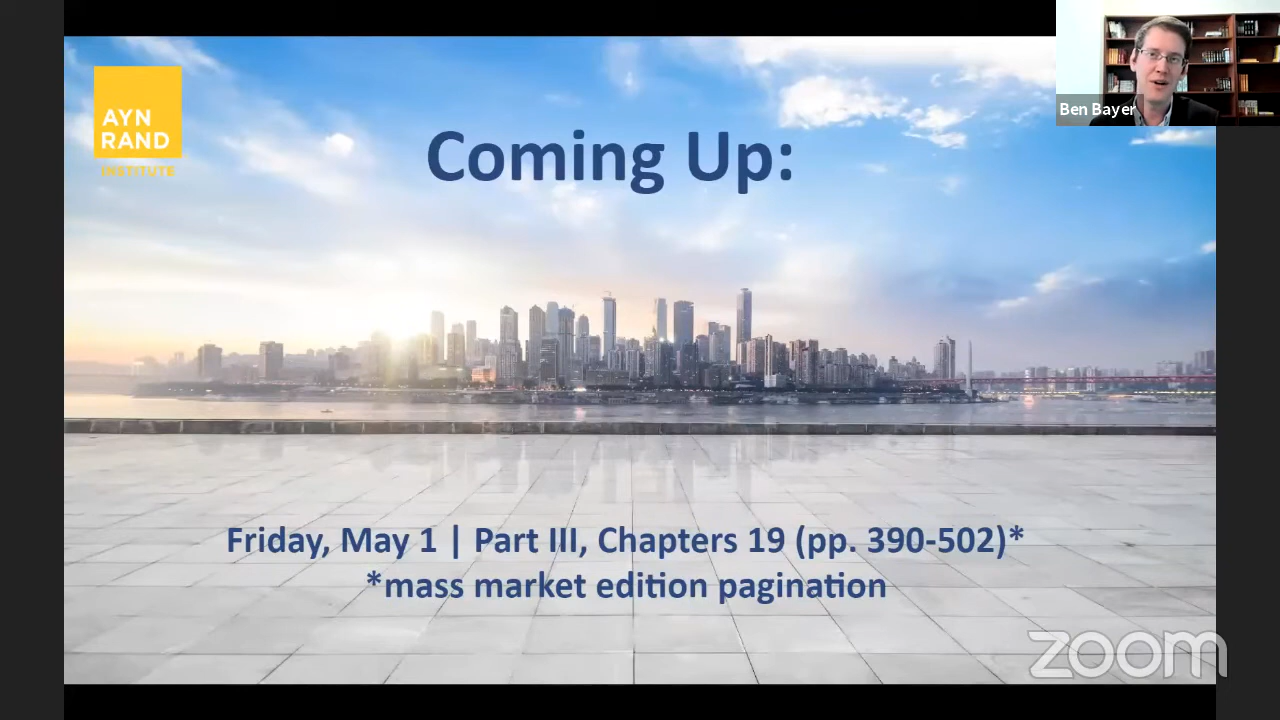 Ben Bayer
AYN
RAND
INSTITUTE
Coming Up:
Friday, May 1 | Part III, Chapters 19 (pp. 390-502)*
*mass market edition pagination
zoom